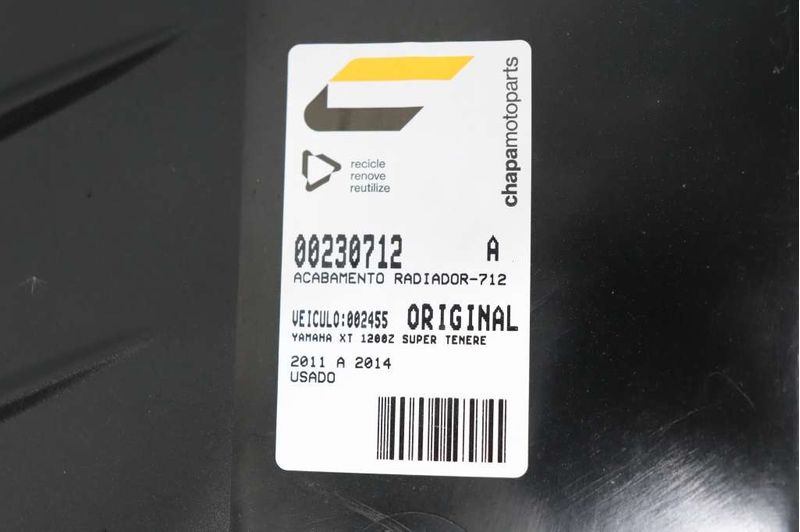 chapamotoparts
recicle
renove
reutilize
00230712 A
ACABAMENTO RADIADOR-712
VEICULO:002455 ORIGINAL
YAMAHA XT 1200Z SUPER TENERE
2011 A 2014
USADO